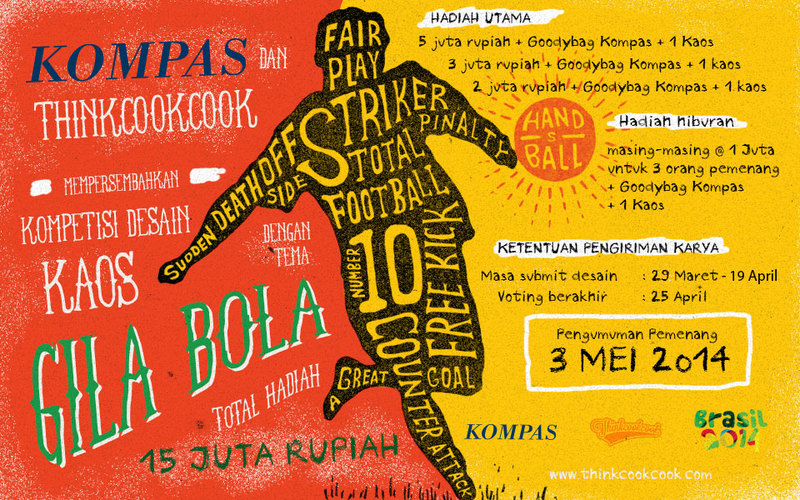 KOMPAS DAN
THINKCOOKCOOK
MEMPERSEMBAHKAN
KOMPETISI DESAIN
KAOS
DENGAN
TEMA
GILA BOLA
TOTAL HADIAH
15 JUTA RUPIAH
FAIR
PLAY
STRIKER
PINALTY
SUDDEN DEATH
OFF
SIDE
TOTAL
FOOTBALL
NUMBER
10
FREE KICK
COUNTER ATTACK
A GREAT
GOAL
HAND
S
BALL
HADIAH UTAMA
5 juta rupiah + Goodybag Kompas + 1 Kaos
3 juta rupiah + Goodybag Kompas + 1 kaos
2 juta rupiah + Goodybag Kompas + 1 kaos
Hadiah hiburan
masing-masing @ 1 Juta
untuk 3 orang pemenang
+ Goodybag Kompas
+ 1 Kaos
KETENTUAN PENGIRIMAN KARYA
Masa submit desain : 29 Maret - 19 April
Voting berakhir : 25 April
Pengumuman Pemenang
3 MEI 2014
KOMPAS
Thinkcookcook
Brasil
2014
www.thinkcookcook.com